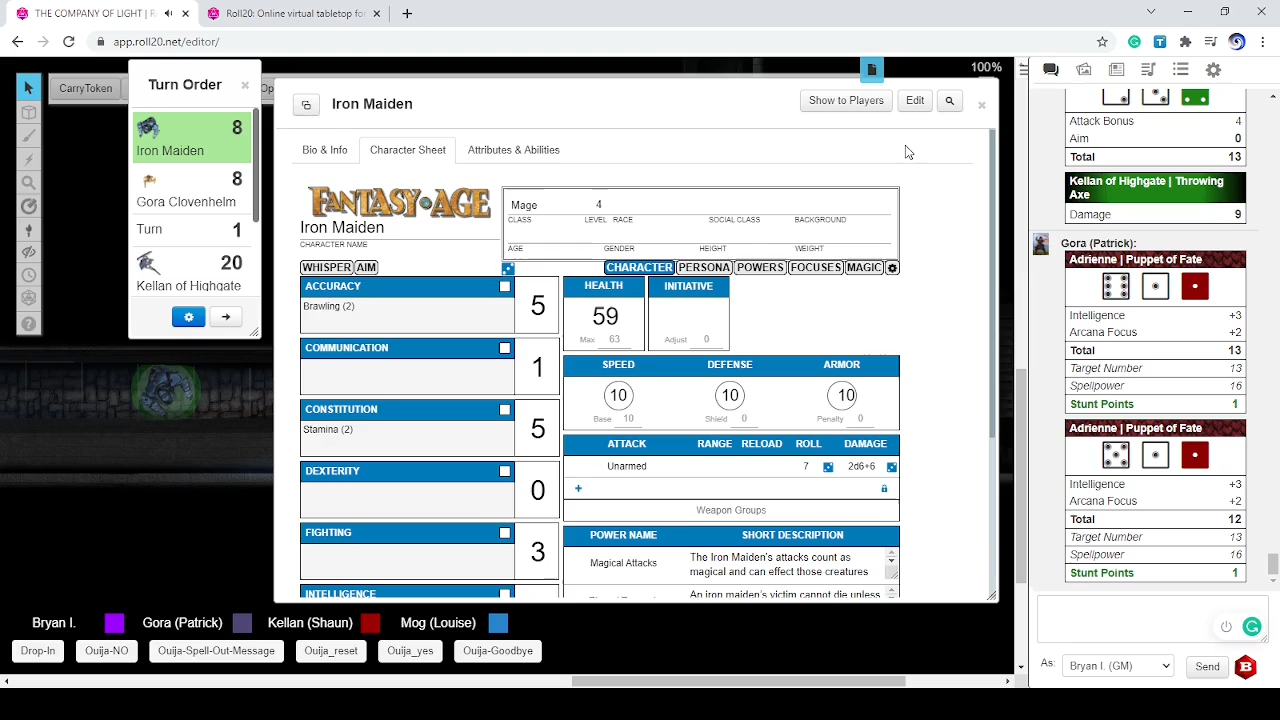 THE COMPANY OF LIGHT | R
Roll20: Online virtual tabletop for
app.roll20.net/editor/
CarryToken
Turn Order
Iron Maiden
8
Gora Clovenhelm
8
Turn
1
Kellan of Highgate
20
100%
Iron Maiden
Show to Players
Edit
Bio & Info
Character Sheet
Attributes & Abilities
FANTASY AGE
Iron Maiden
CHARACTER NAME
Mage 4
CLASS LEVEL RACE SOCIAL CLASS BACKGROUND
AGE GENDER HEIGHT WEIGHT
WHISPER AIM
CHARACTER PERSONA POWERS FOCUSES MAGIC
ACCURACY
Brawling (2)
5
COMMUNICATION
1
CONSTITUTION
Stamina (2)
5
DEXTERITY
0
FIGHTING
3
INTELLIGENCE
HEALTH
59
Max 63
INITIATIVE
Adjust 0
SPEED DEFENSE ARMOR
10 10 10
Base 10 Shield 0 Penalty 0
ATTACK RANGE RELOAD ROLL DAMAGE
Unarmed 7 2d6+6
+
Weapon Groups
POWER NAME SHORT DESCRIPTION
Magical Attacks
The Iron Maiden's attacks count as
magical and can effect those creatures
An iron maiden's victim cannot die unless
Attack Bonus 4
Aim 0
Total 13
Kellan of Highgate | Throwing
Axe
Damage 9
Gora (Patrick):
Adrienne | Puppet of Fate
Intelligence +3
Arcana Focus +2
Total 13
Target Number 13
Spellpower 16
Stunt Points 1
Adrienne | Puppet of Fate
Intelligence +3
Arcana Focus +2
Total 12
Target Number 13
Spellpower 16
Stunt Points 1
As: Bryan I. (GM)
Send
B
Bryan I.
Gora (Patrick)
Kellan (Shaun)
Mog (Louise)
Drop-In
Ouija-NO
Ouija-Spell-Out-Message
Ouija_reset
Ouija_yes
Ouija-Goodbye